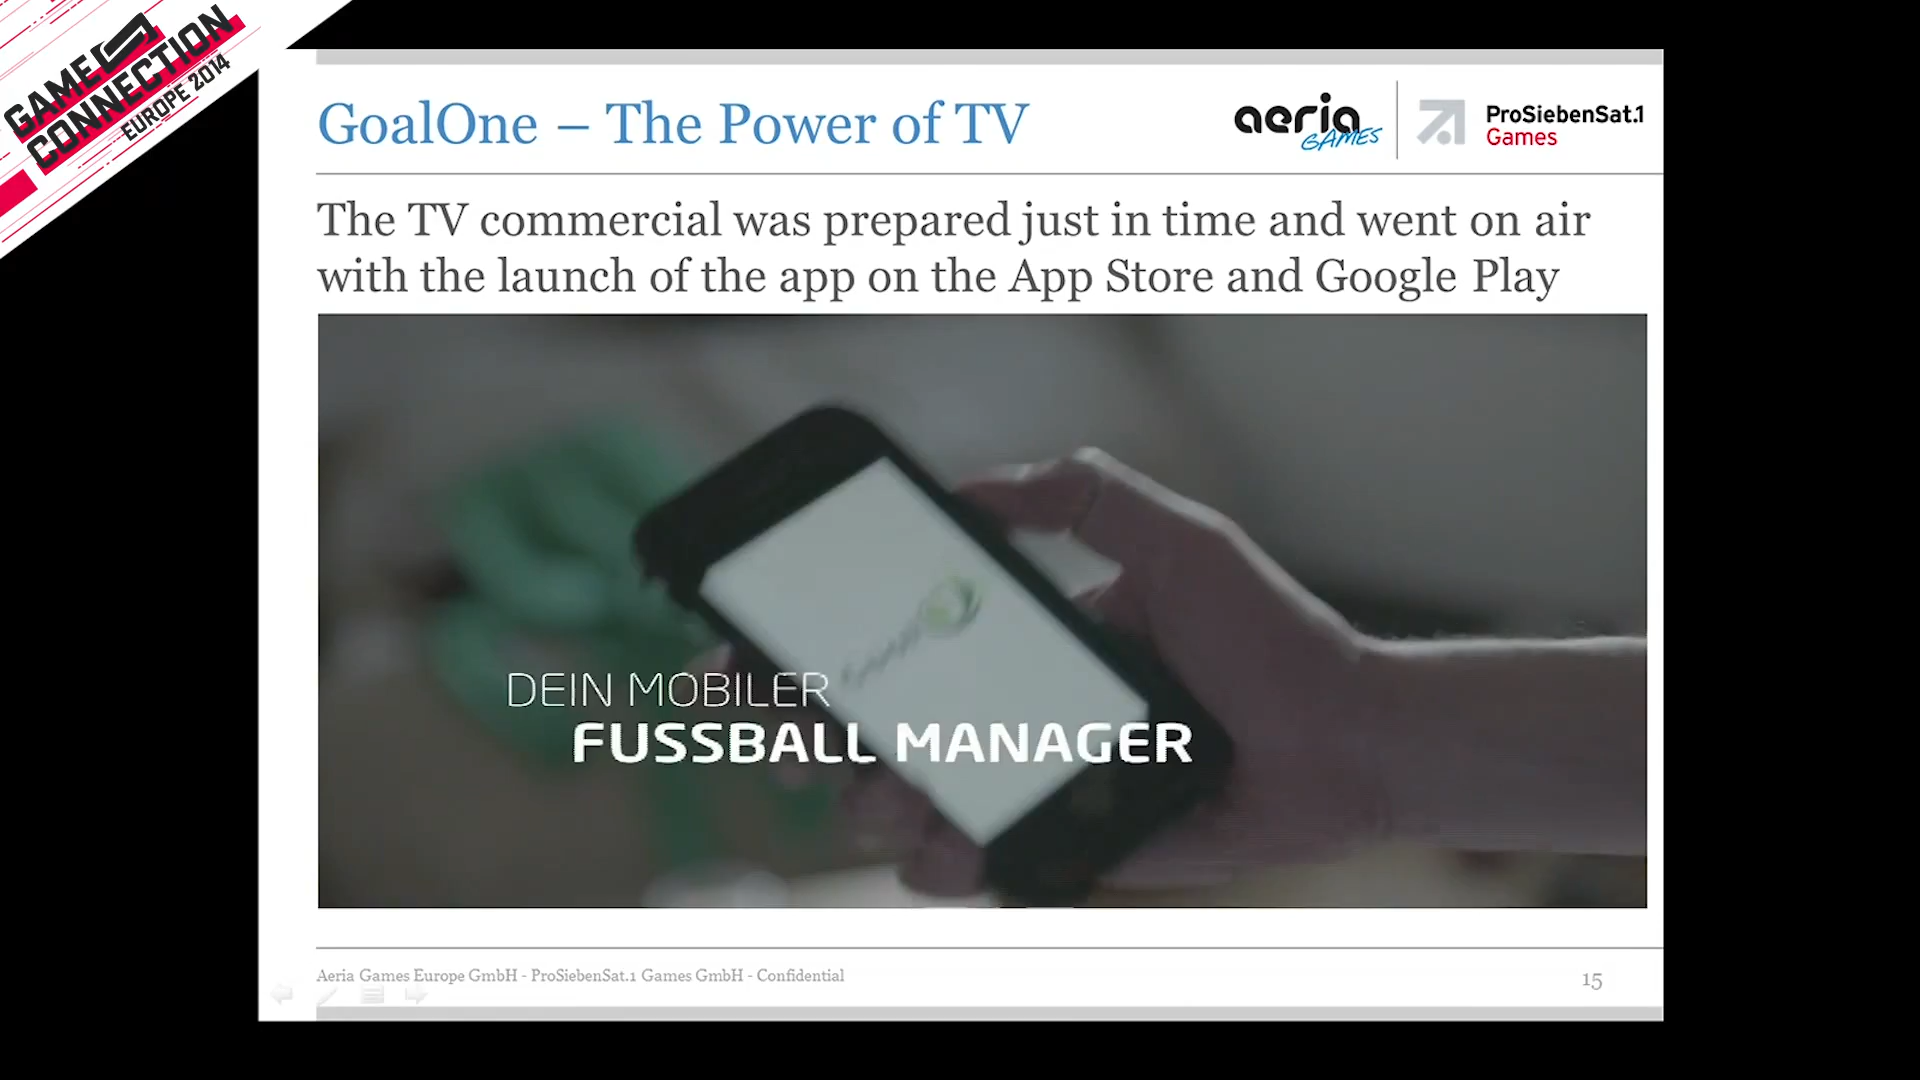 GAME
CONNECTION
EUROPE 2014
GoalOne – The Power of TV
aeria
GAMES
ProSiebenSat.1
Games
The TV commercial was prepared just in time and went on air
with the launch of the app on the App Store and Google Play
DEIN MOBILER
FUSSBALL MANAGER
Aeria Games Europe GmbH - ProSiebenSat.1 Games GmbH - Confidential
15